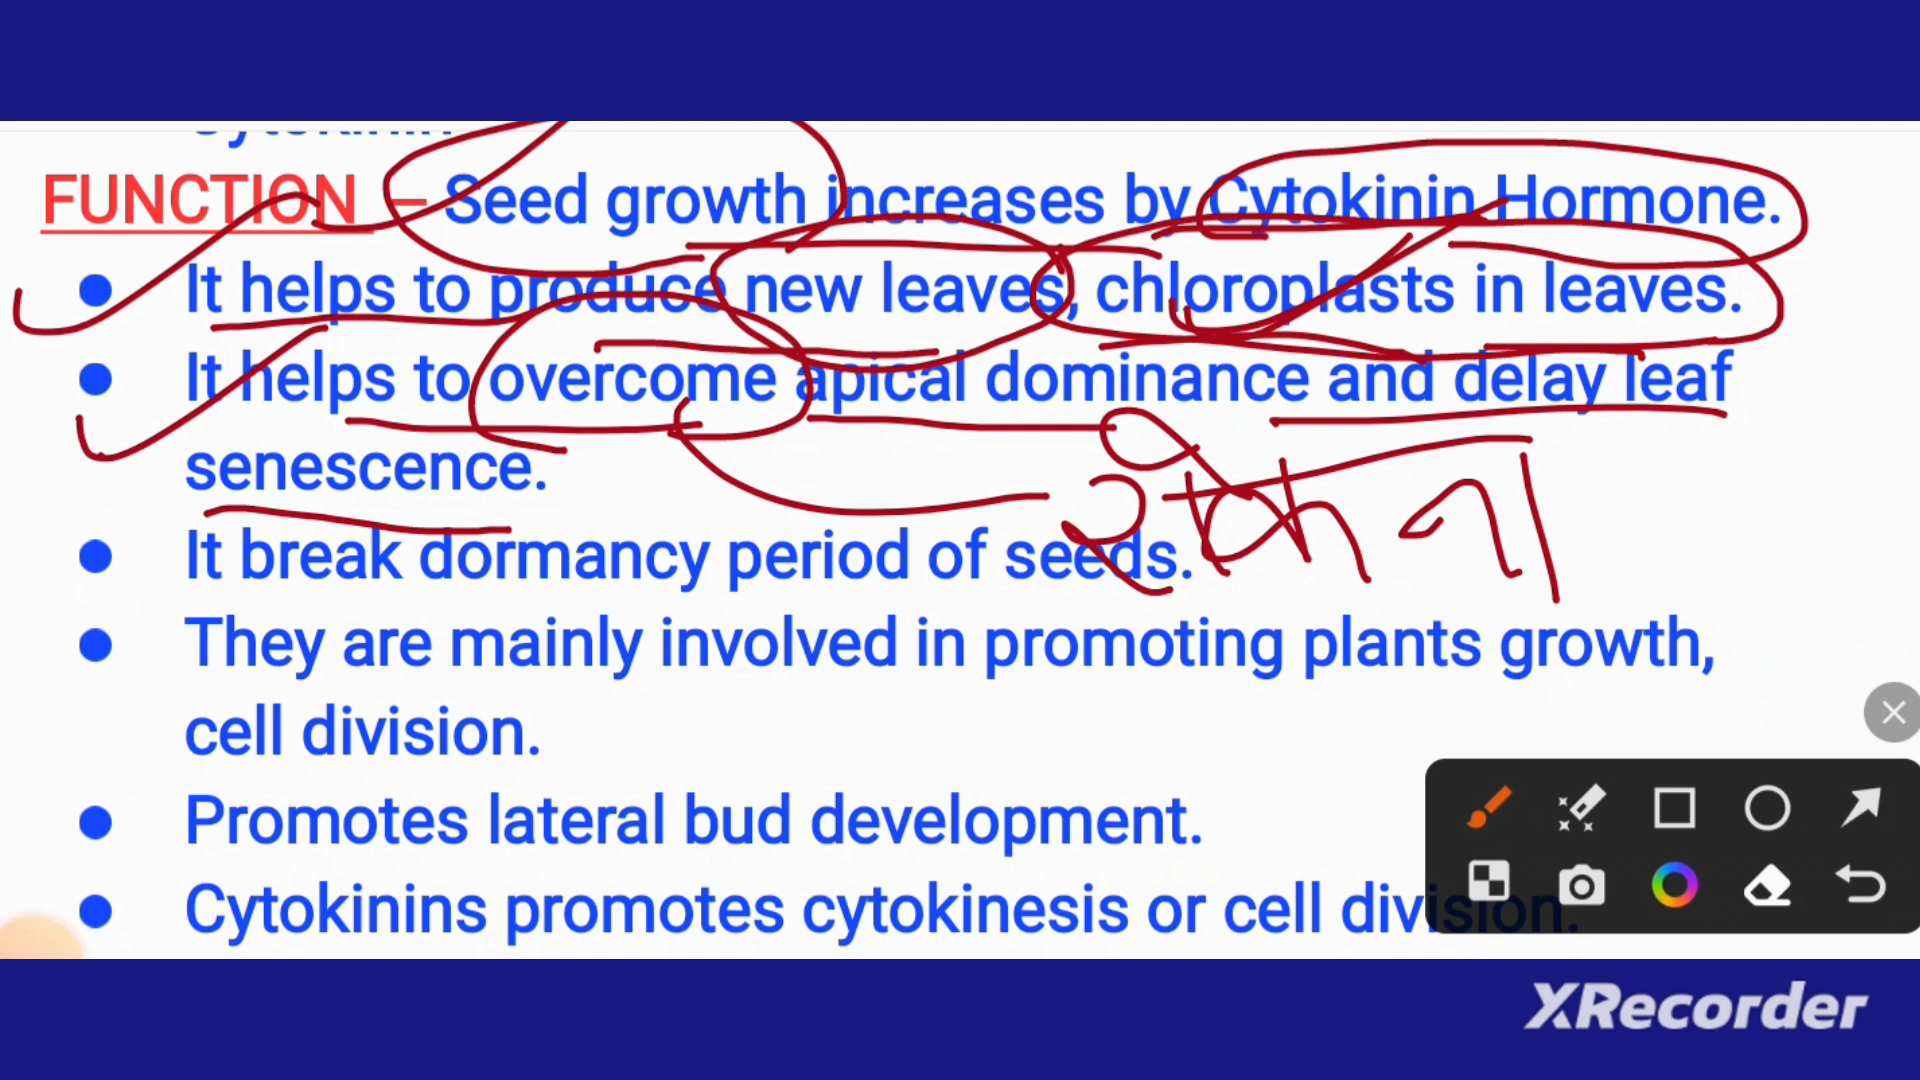 FUNCTION – Seed growth increases by Cytokinin Hormone.
It helps to produce new leaves, chloroplasts in leaves.
It helps to overcome apical dominance and delay leaf
senescence.
It break dormancy period of seeds.
They are mainly involved in promoting plants growth,
cell division.
Promotes lateral bud development.
Cytokinins promotes cytokinesis or cell division.
XRecorder